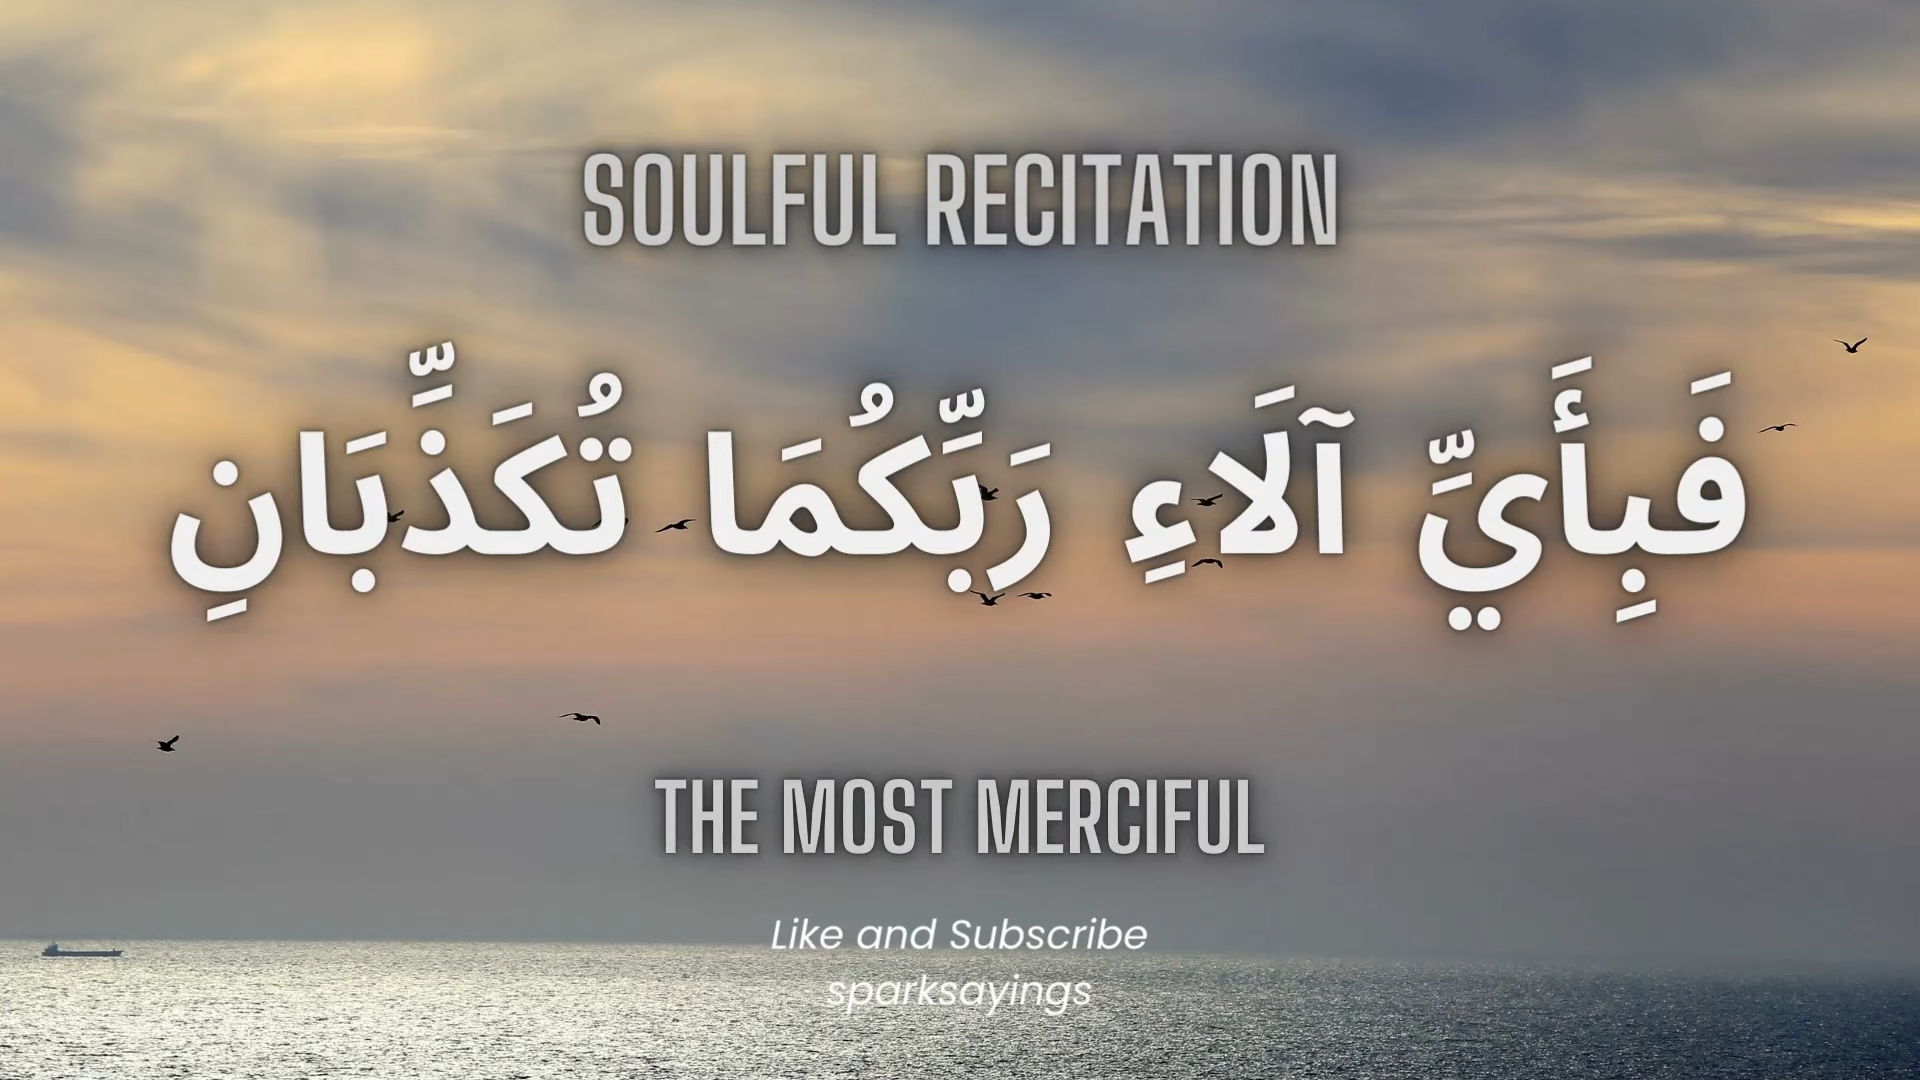 SOULFUL RECITATION
فَبِأَيِّ آلَاءِ رَبِّكُمَا تُكَذِّبَانِ
THE MOST MERCIFUL
Like and Subscribe
sparksayings